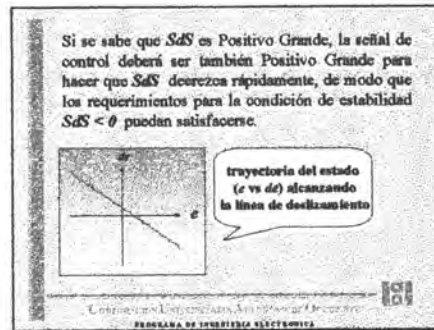 Si se sabe que SdS es Positivo Grande, la señal de
control deberá ser también Positivo Grande para
hacer que SdS decrezca rápidamente, de modo que
los requerimientos para la condición de estabilidad
SdS < 0 puedan satisfacerse.
de
e
trayectoria del estado
(e vs de) alcanzando
la línea de deslizamiento
PROGRAMA DE INGENIERIA ELECTRONICA